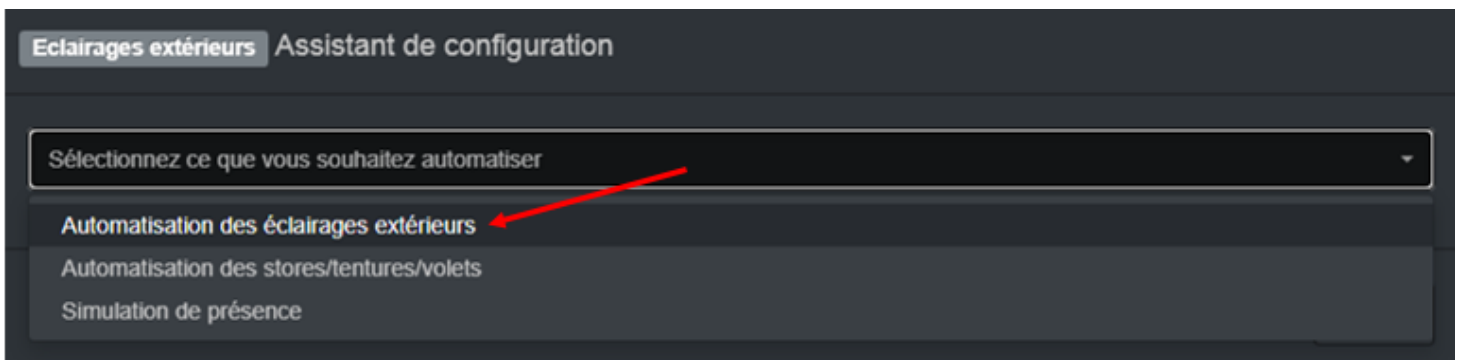 Eclairages extérieurs Assistant de configuration
Sélectionnez ce que vous souhaitez automatiser
Automatisation des éclairages extérieurs
Automatisation des stores/tentures/volets
Simulation de présence